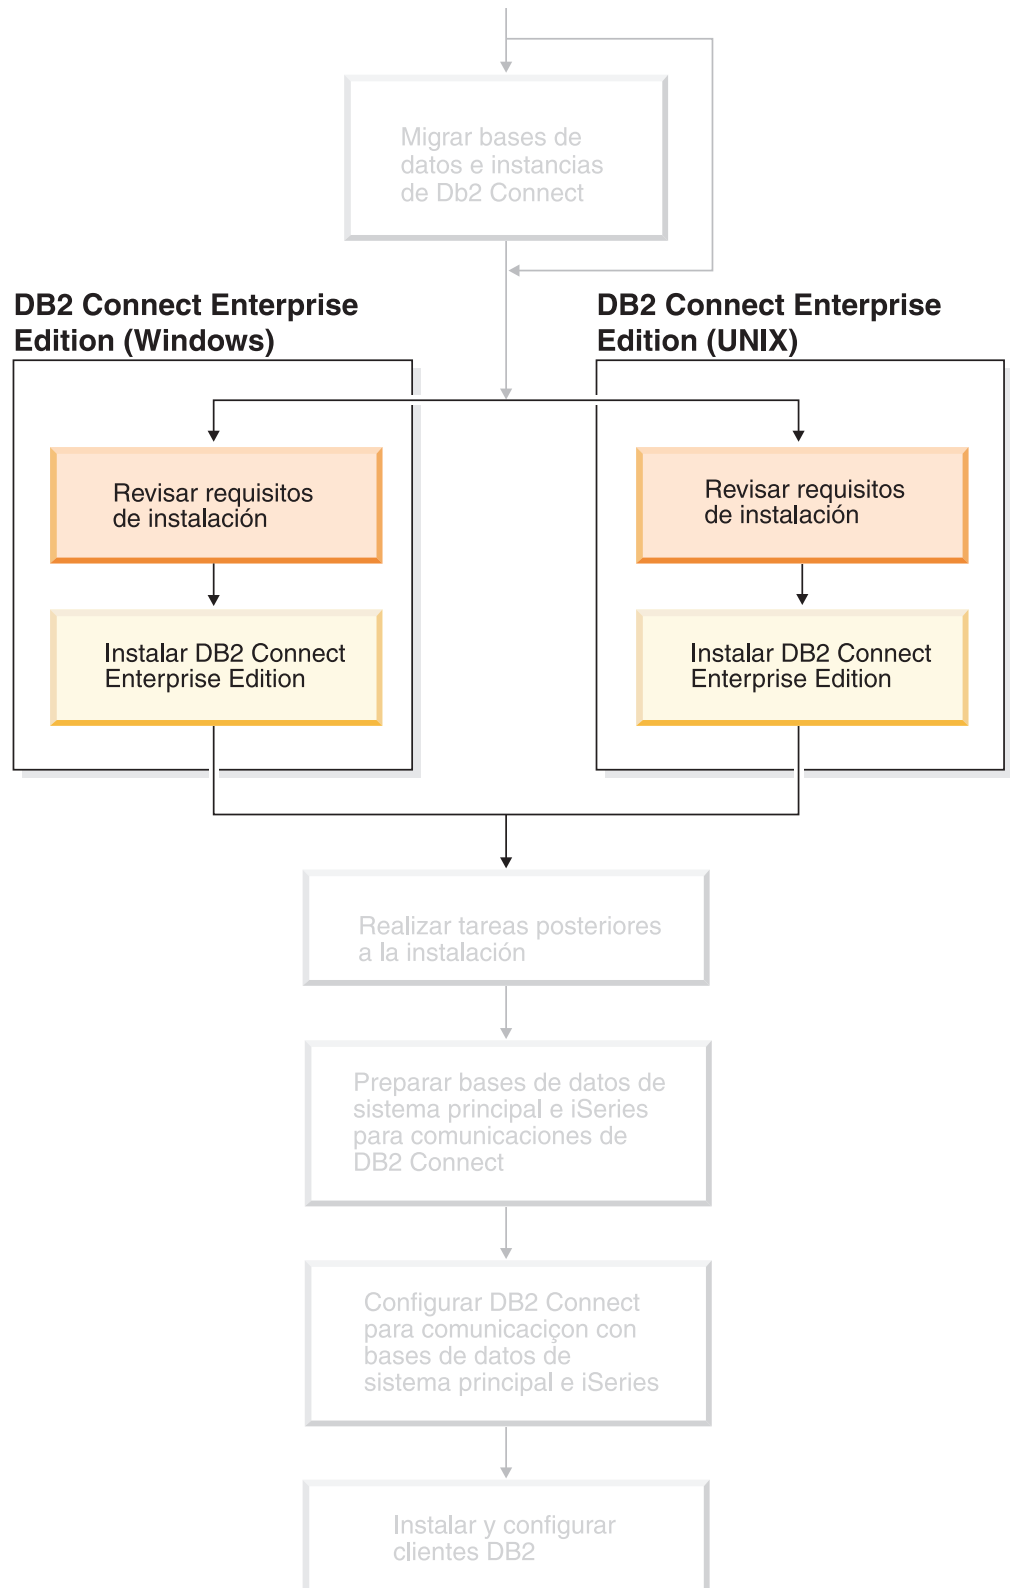 Migrar bases de
datos e instancias
de Db2 Connect
DB2 Connect Enterprise
Edition (Windows)
DB2 Connect Enterprise
Edition (UNIX)
Revisar requisitos
de instalación
Revisar requisitos
de instalación
Instalar DB2 Connect
Enterprise Edition
Instalar DB2 Connect
Enterprise Edition
Realizar tareas posteriores
a la instalación
Preparar bases de datos de
sistema principal e iSeries
para comunicaciones de
DB2 Connect
Configurar DB2 Connect
para comunicaciçon con
bases de datos de
sistema principal e iSeries
Instalar y configurar
clientes DB2